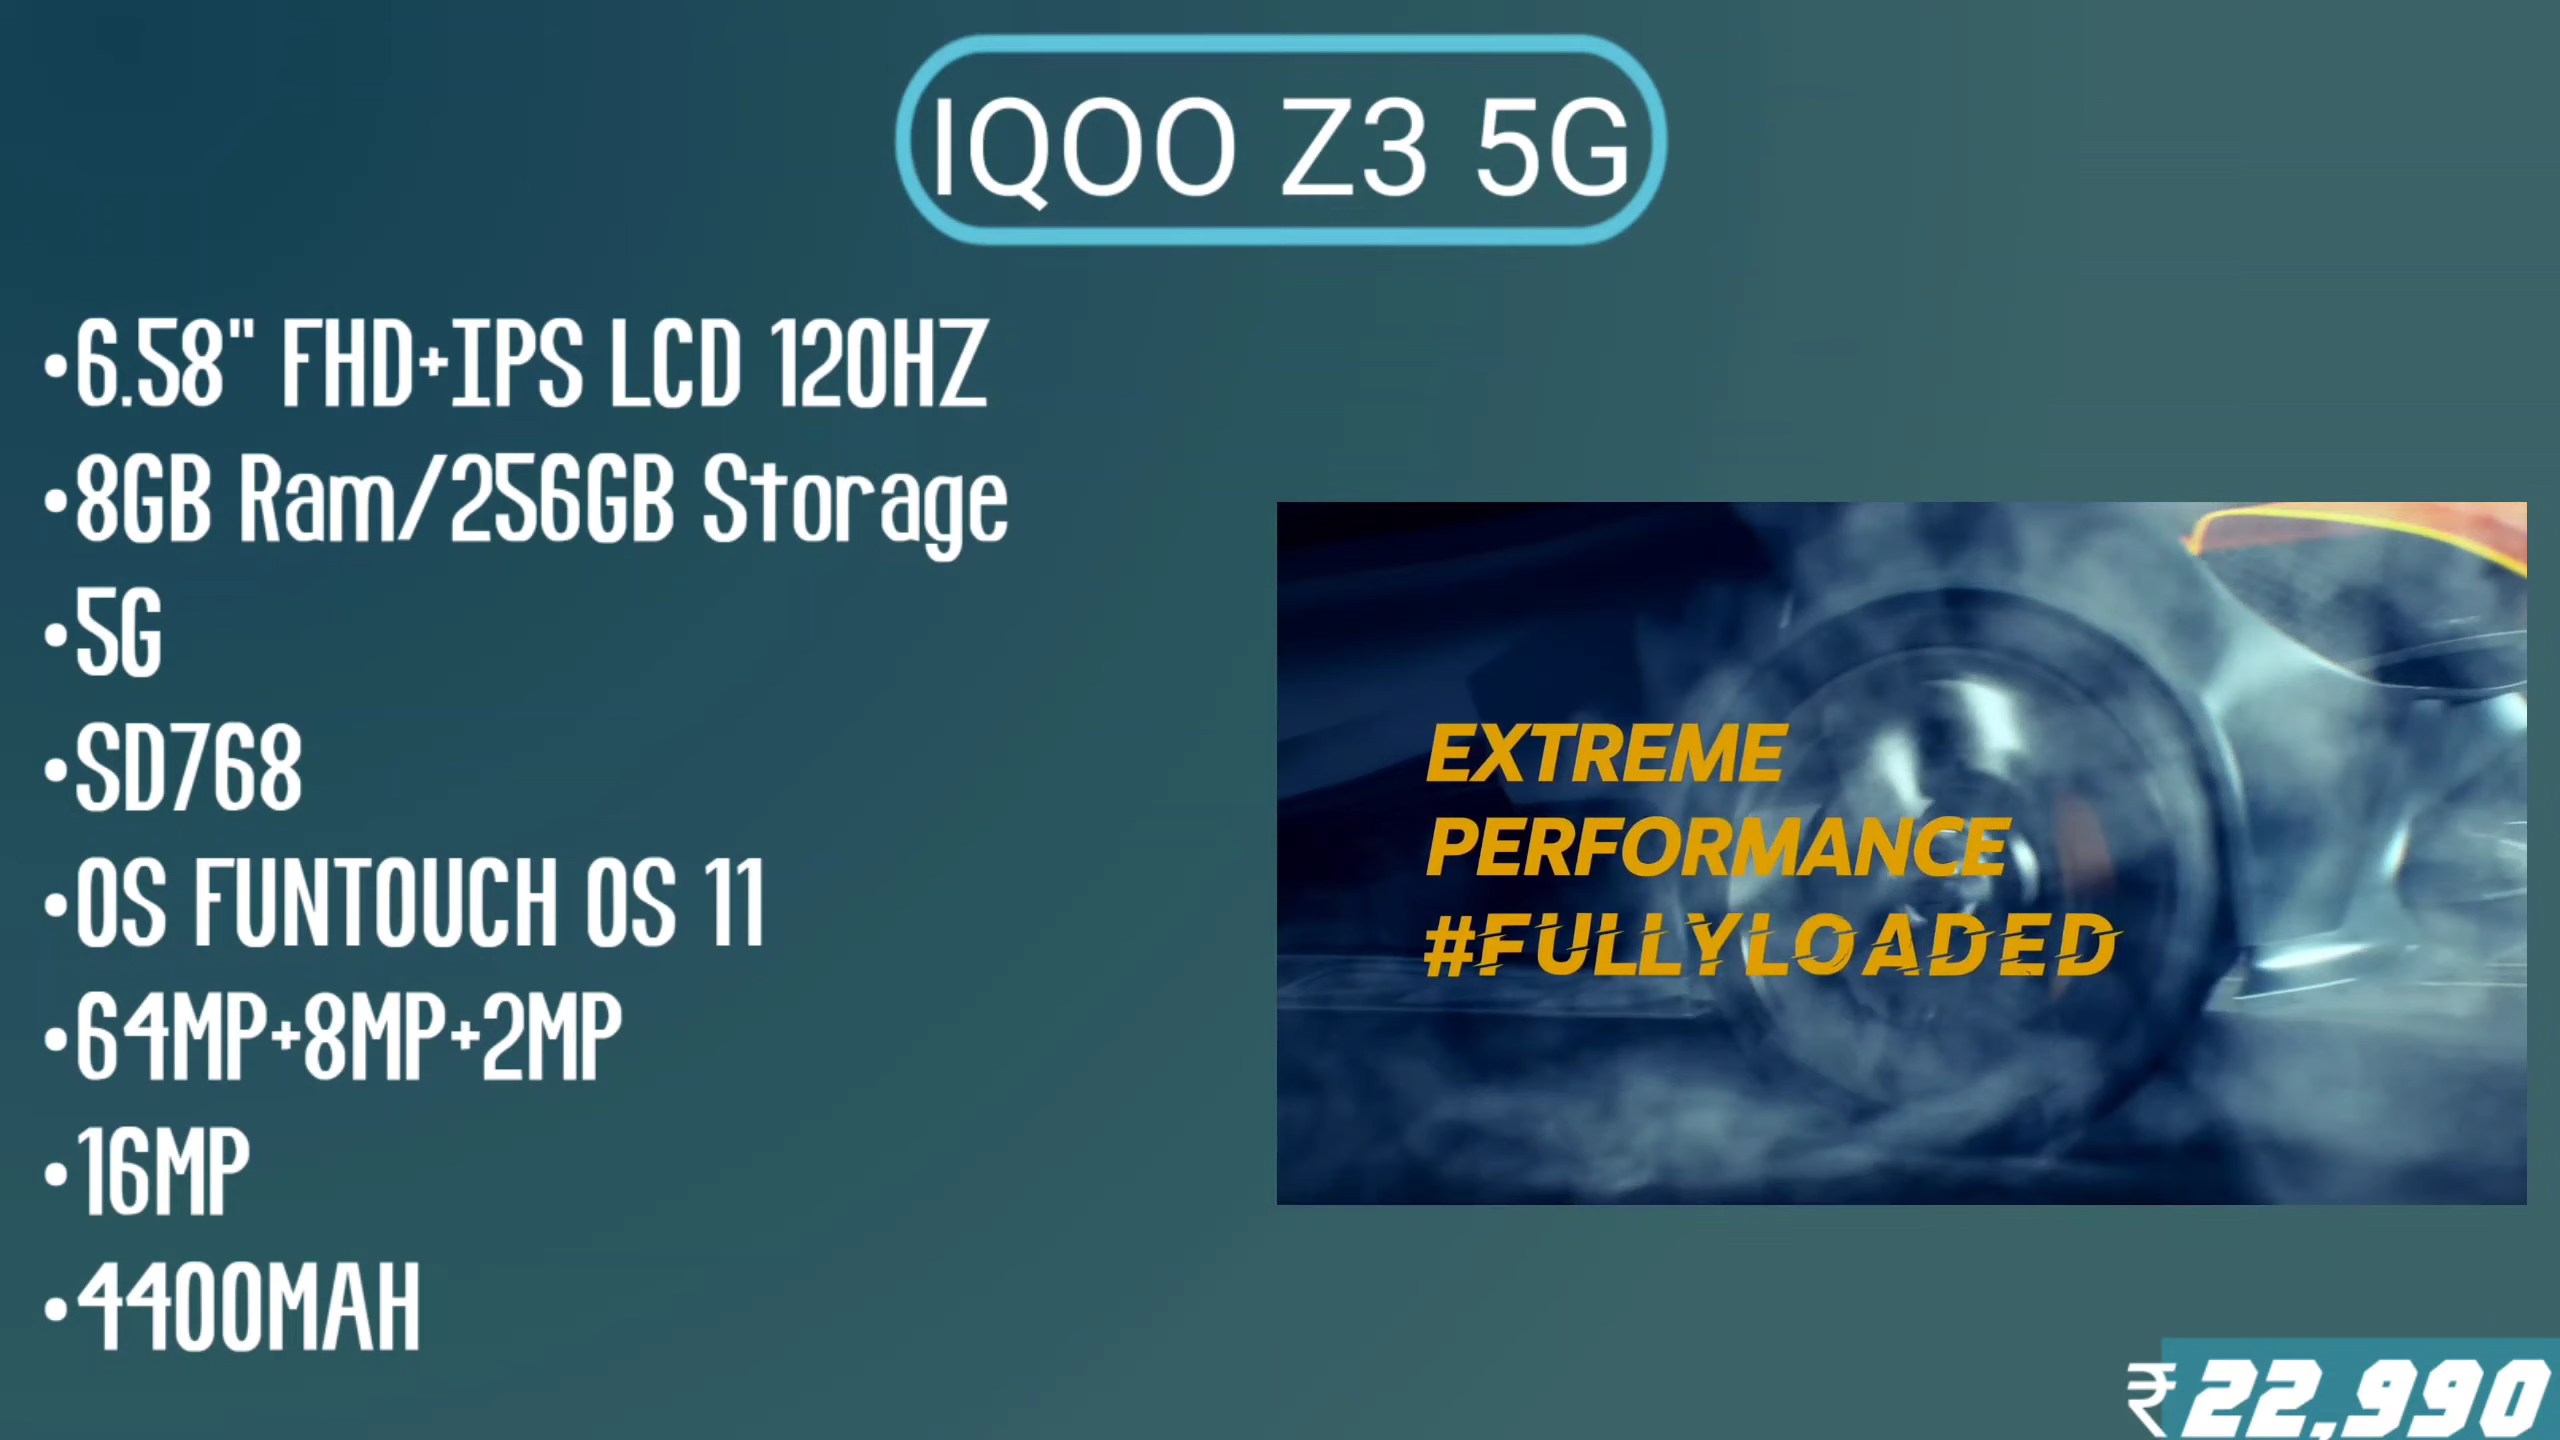 IQOO Z3 5G
•6.58" FHD+IPS LCD 120HZ
•8GB Ram/256GB Storage
•5G
•SD768
•OS FUNTOUCH OS 11
•64MP+8MP+2MP
•16MP
•4400MAH
EXTREME
PERFORMANCE
#FULLYLOADED
₹22,990